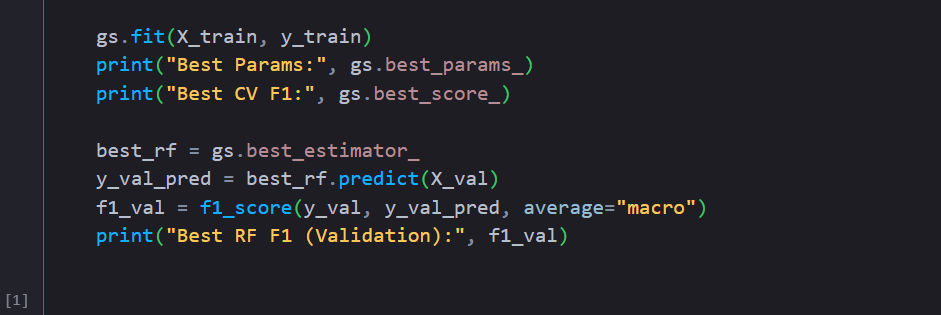 gs.fit(X_train, y_train)
print("Best Params:", gs.best_params_)
print("Best CV F1:", gs.best_score_)
best_rf = gs.best_estimator_
y_val_pred = best_rf.predict(X_val)
f1_val = f1_score(y_val, y_val_pred, average="macro")
print("Best RF F1 (Validation):", f1_val)
[1]